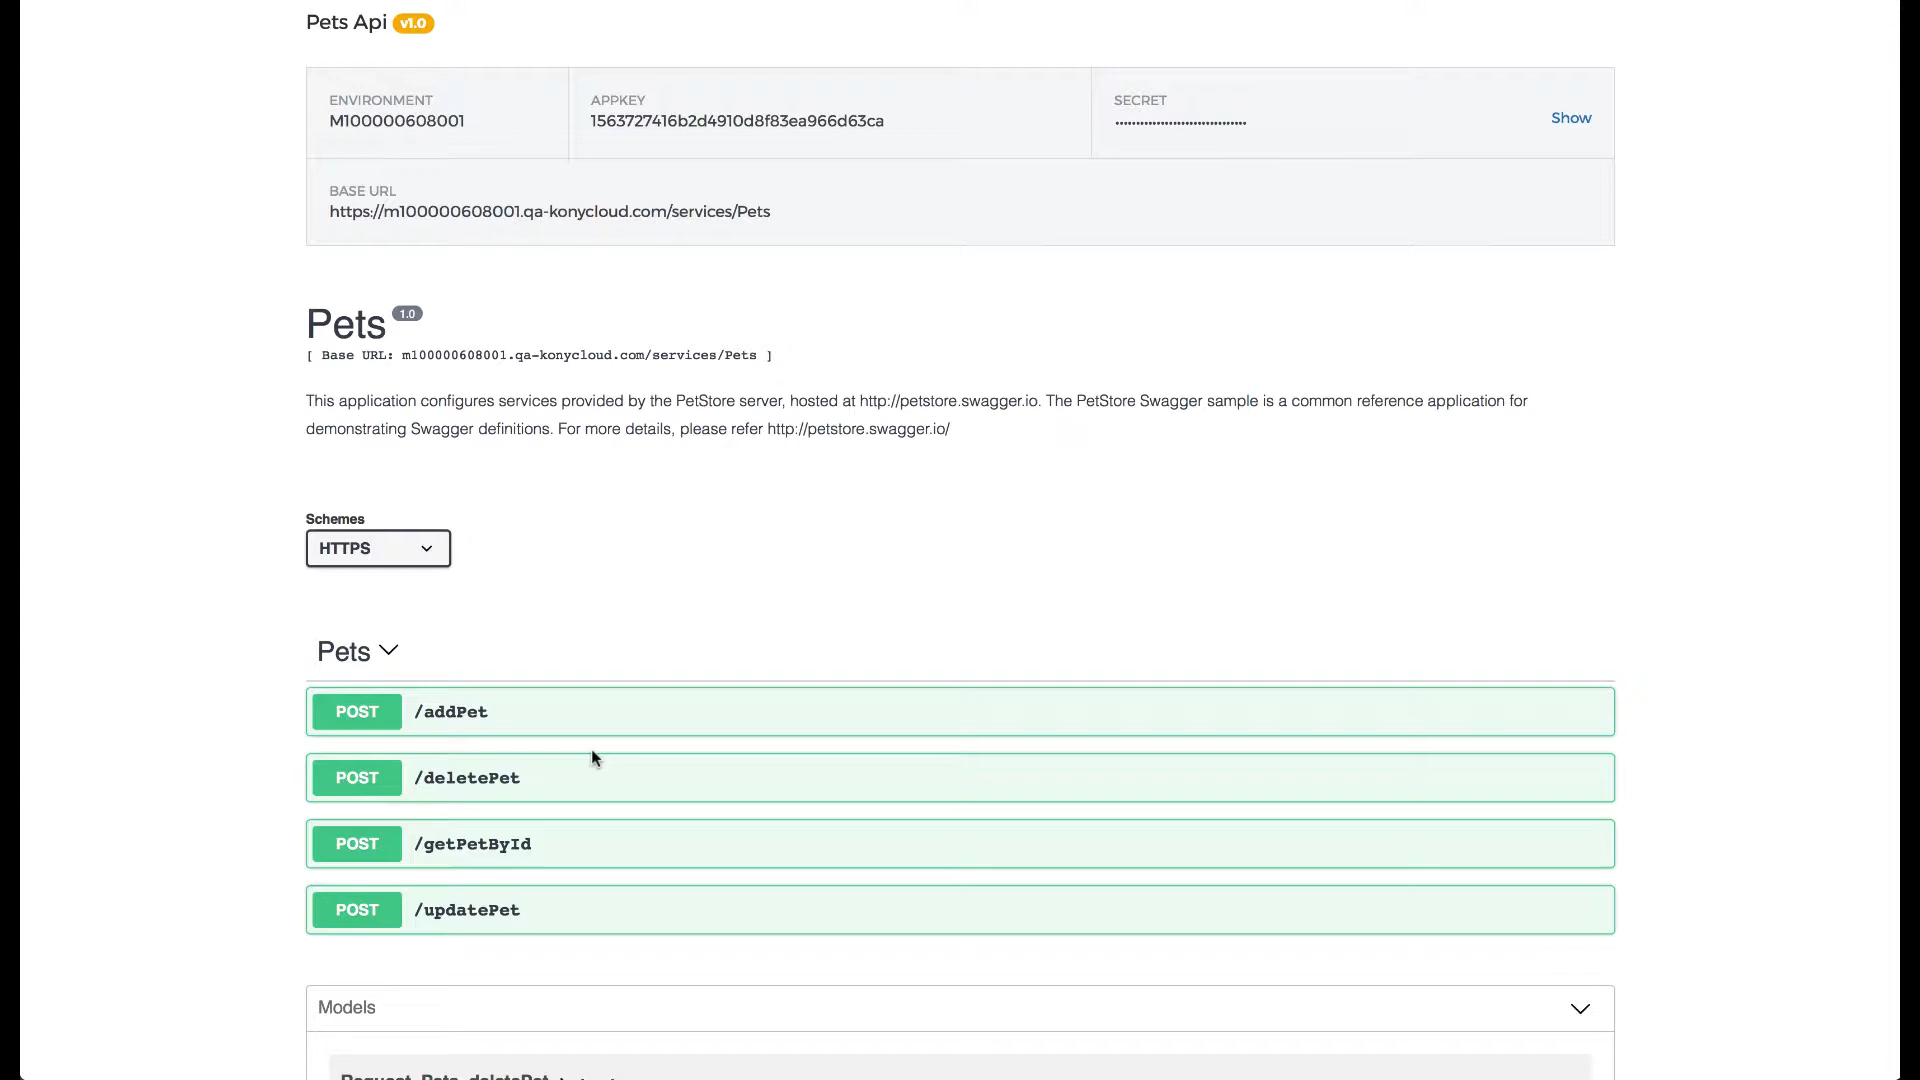 Pets Api v1.0
ENVIRONMENT
M100000608001
APPKEY
1563727416b2d4910d8f83ea966d63ca
SECRET
Show
BASE URL
https://m100000608001.qa-konycloud.com/services/Pets
Pets 1.0
[ Base URL: m100000608001.qa-konycloud.com/services/Pets ]
This application configures services provided by the PetStore server, hosted at http://petstore.swagger.io. The PetStore Swagger sample is a common reference application for
demonstrating Swagger definitions. For more details, please refer http://petstore.swagger.io/
Schemes
HTTPS
Pets
POST /addPet
POST /deletePet
POST /getPetById
POST /updatePet
Models
Request_Pets_deletePet